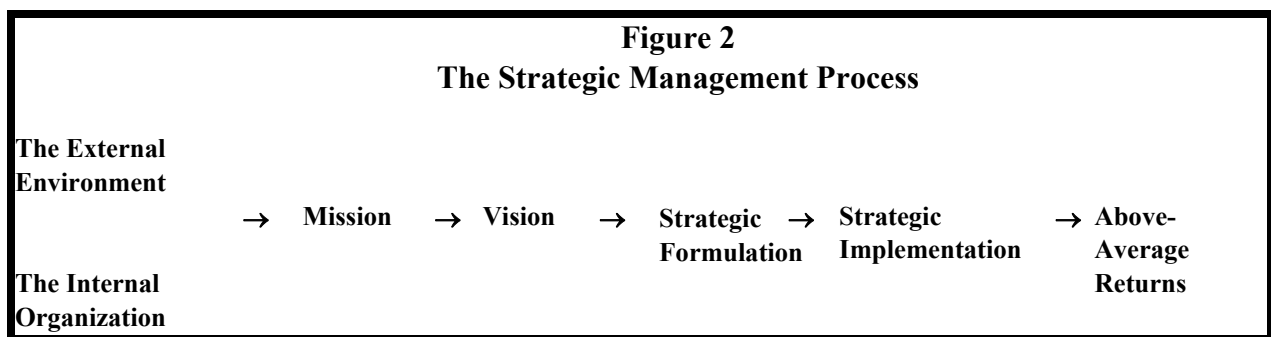 Figure 2
The Strategic Management Process
The External
Environment
→ Mission → Vision → Strategic → Strategic → Above-
Formulation Implementation Average
The Internal Returns
Organization